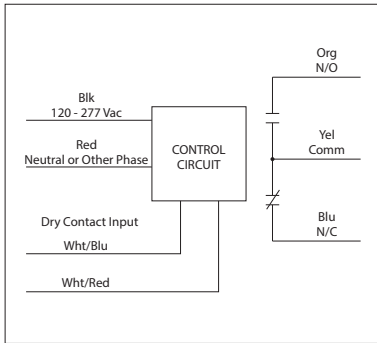 Blk
120 - 277 Vac
Red
Neutral or Other Phase
CONTROL
CIRCUIT
Dry Contact Input
Wht/Blu
Wht/Red
Org
N/O
Yel
Comm
Blu
N/C